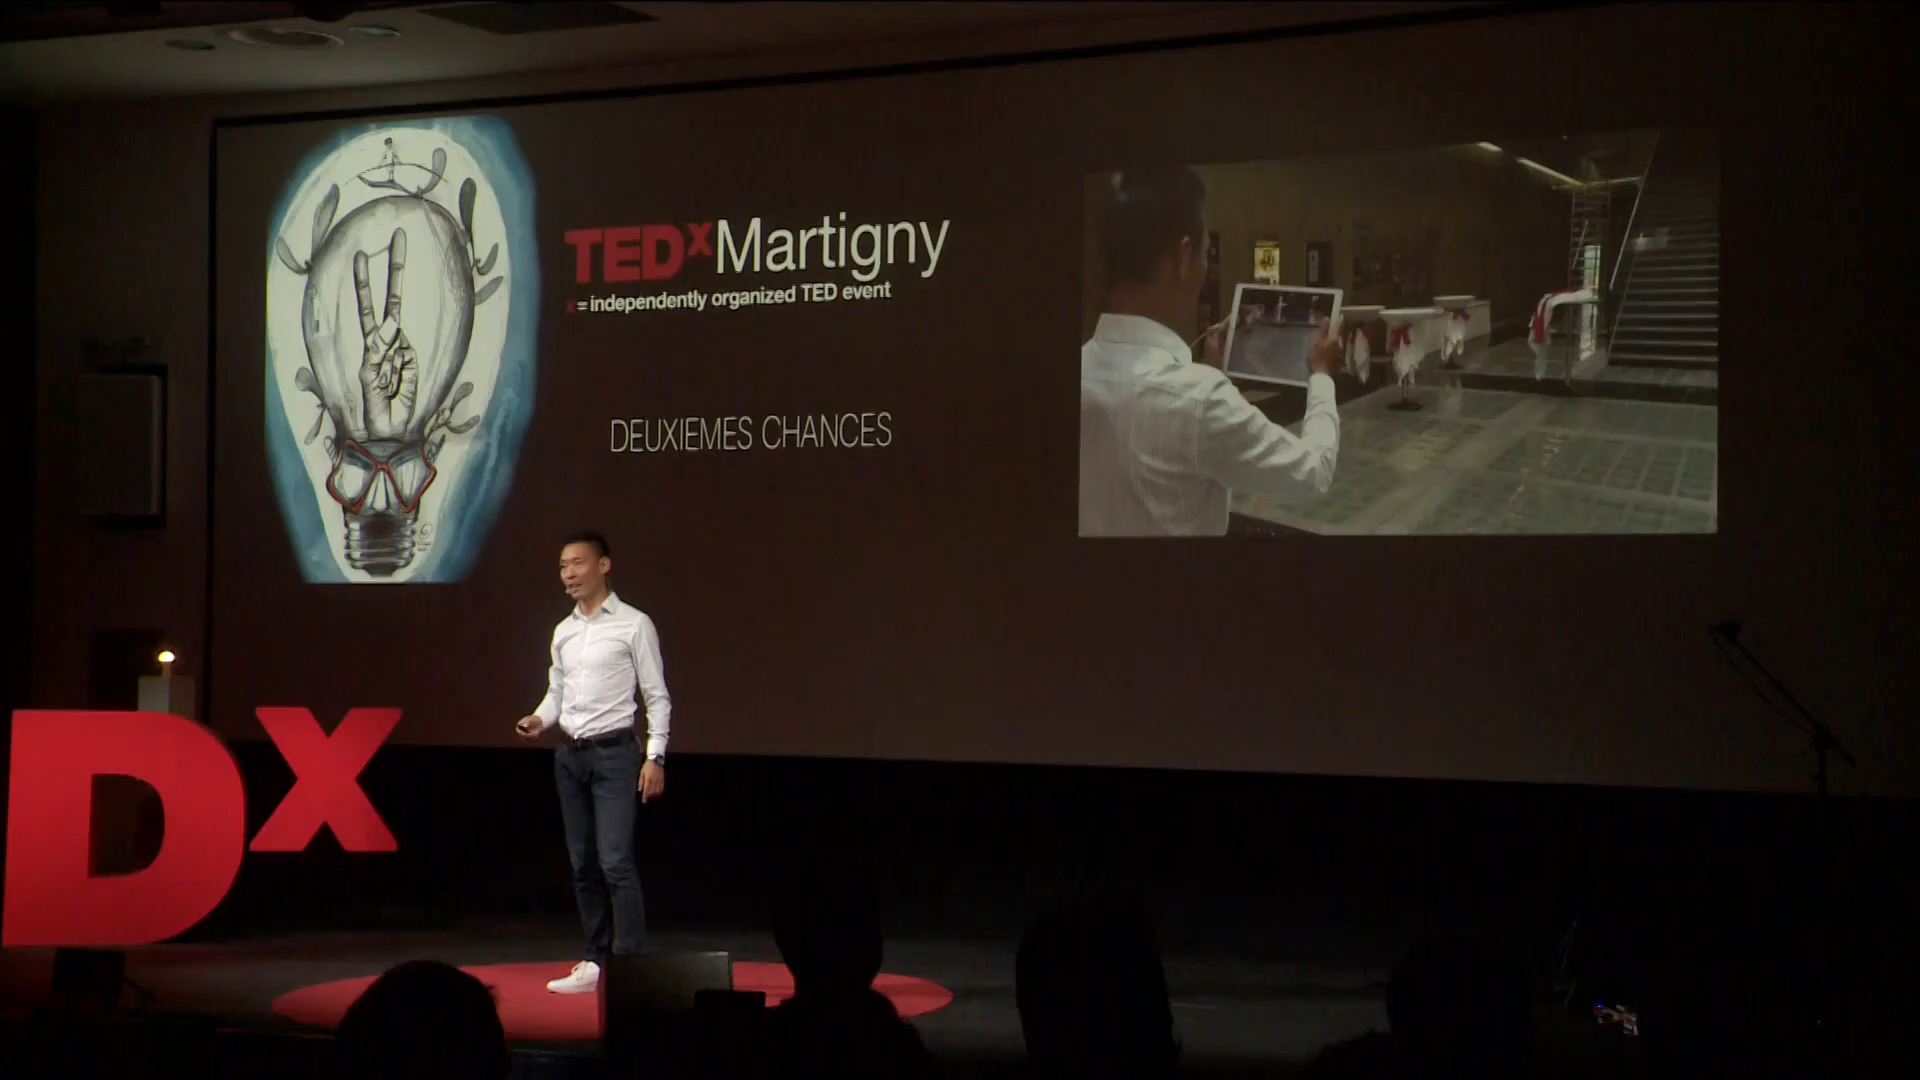 TEDxMartigny
x = independently organized TED event
DEUXIEMES CHANCES
Dx